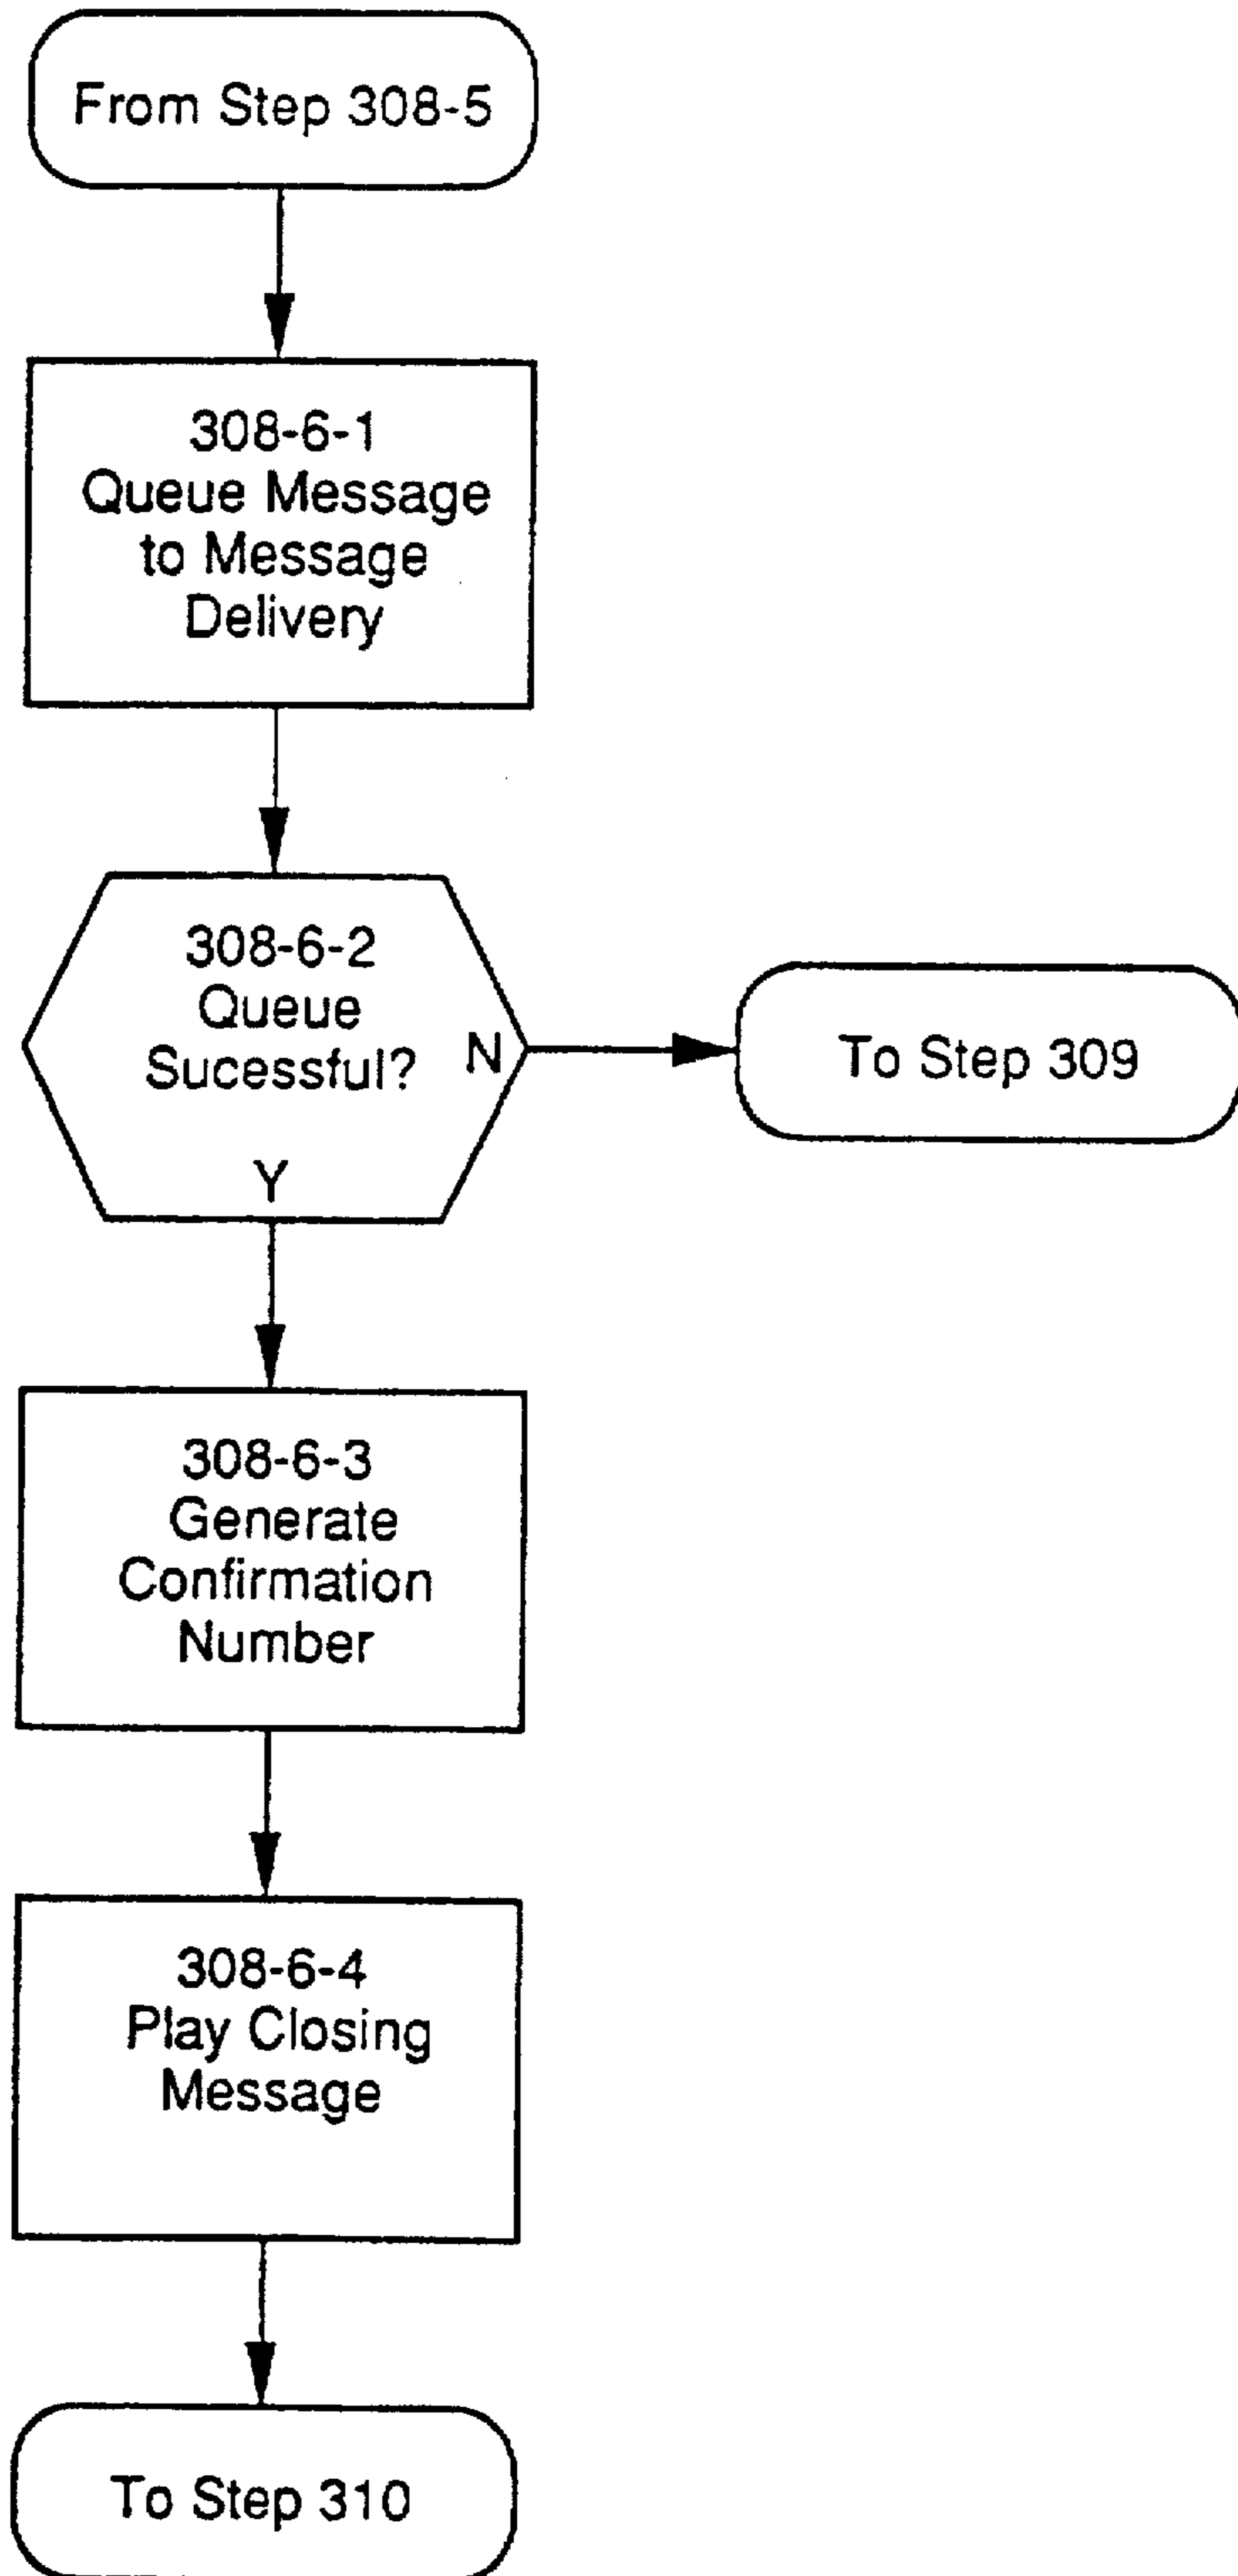 From Step 308-5
308-6-1
Queue Message
to Message
Delivery
308-6-2
Queue
Sucessful?
N
To Step 309
Y
308-6-3
Generate
Confirmation
Number
308-6-4
Play Closing
Message
To Step 310